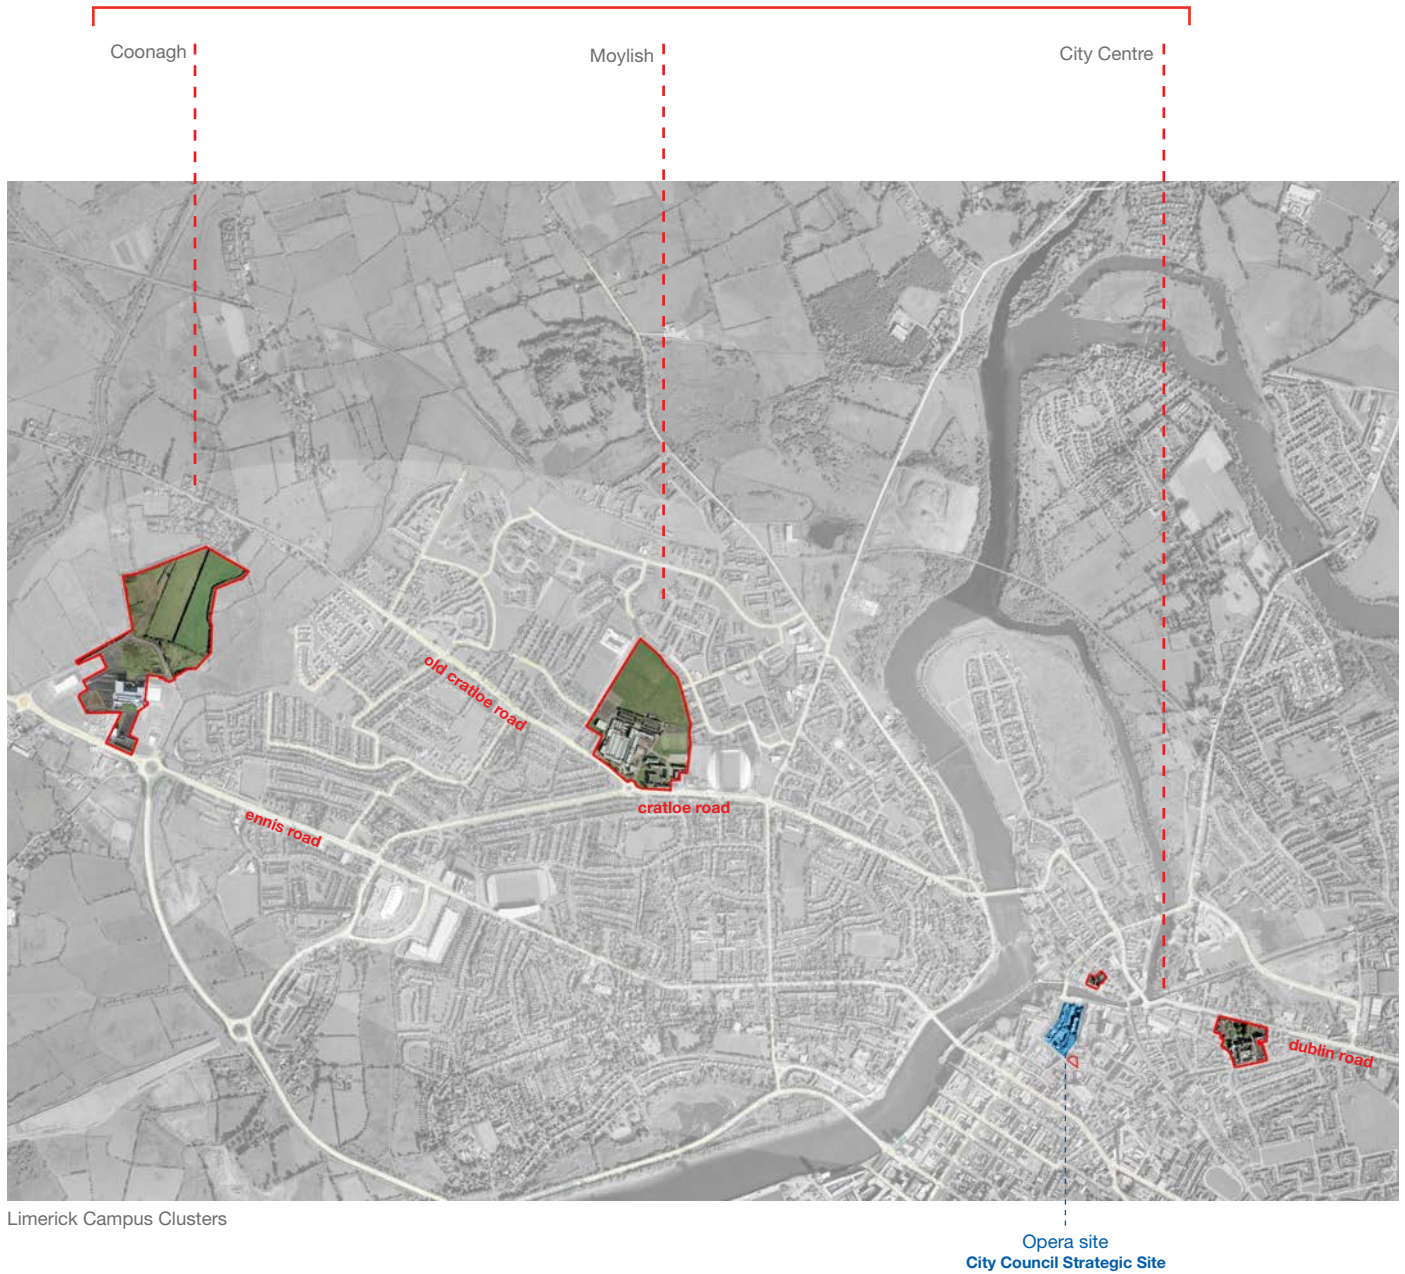 Coonagh
Moylish
City Centre
old cratloe road
cratloe road
ennis road
dublin road
Limerick Campus Clusters
Opera site
City Council Strategic Site